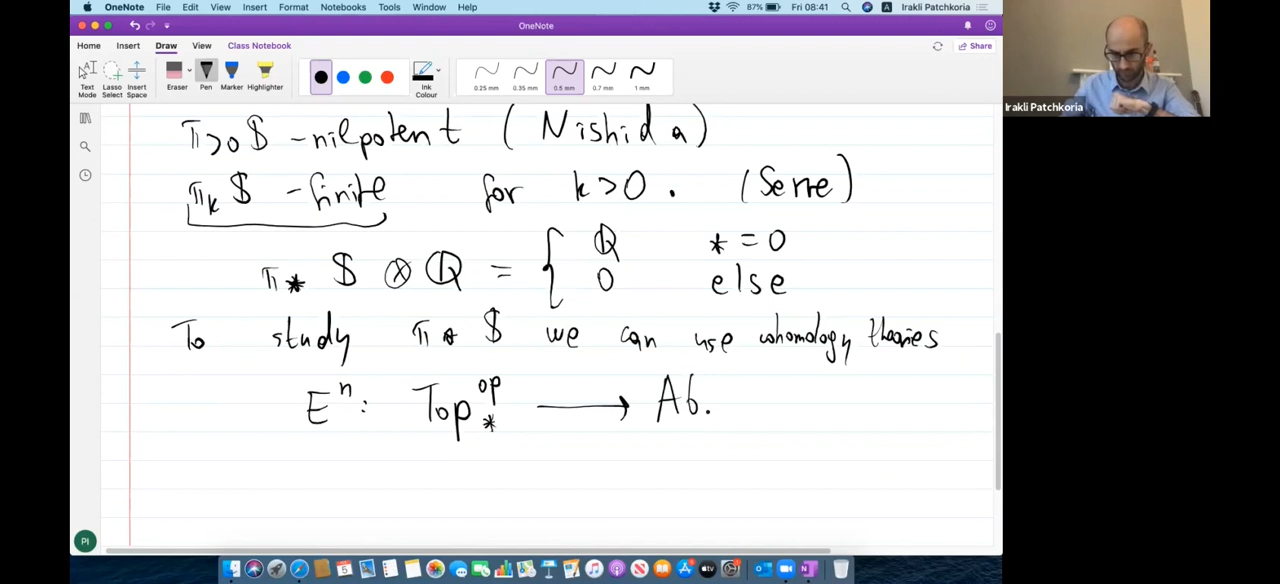 OneNote File Edit View Insert Format Notebooks Tools Window Help 87% A Fri 08:41 Irakli Patchkoria
OneNote
Home Insert Draw View Class Notebook Share
Text Mode Lasso Select Insert Space Eraser Pen Marker Highlighter Ink Colour 0.25 mm 0.35 mm 0.5 mm 0.7 mm 1 mm
Irakli Patchkoria
π>0 $ -nilpotent (Nishida)
πk $ -finite for k>0. (Serre)
π* $ ⊗ ℚ = { ℚ * = 0
0 else
To study π* $ we can use cohomology theories
Eⁿ: Top*^op ⟶ Ab.
PI